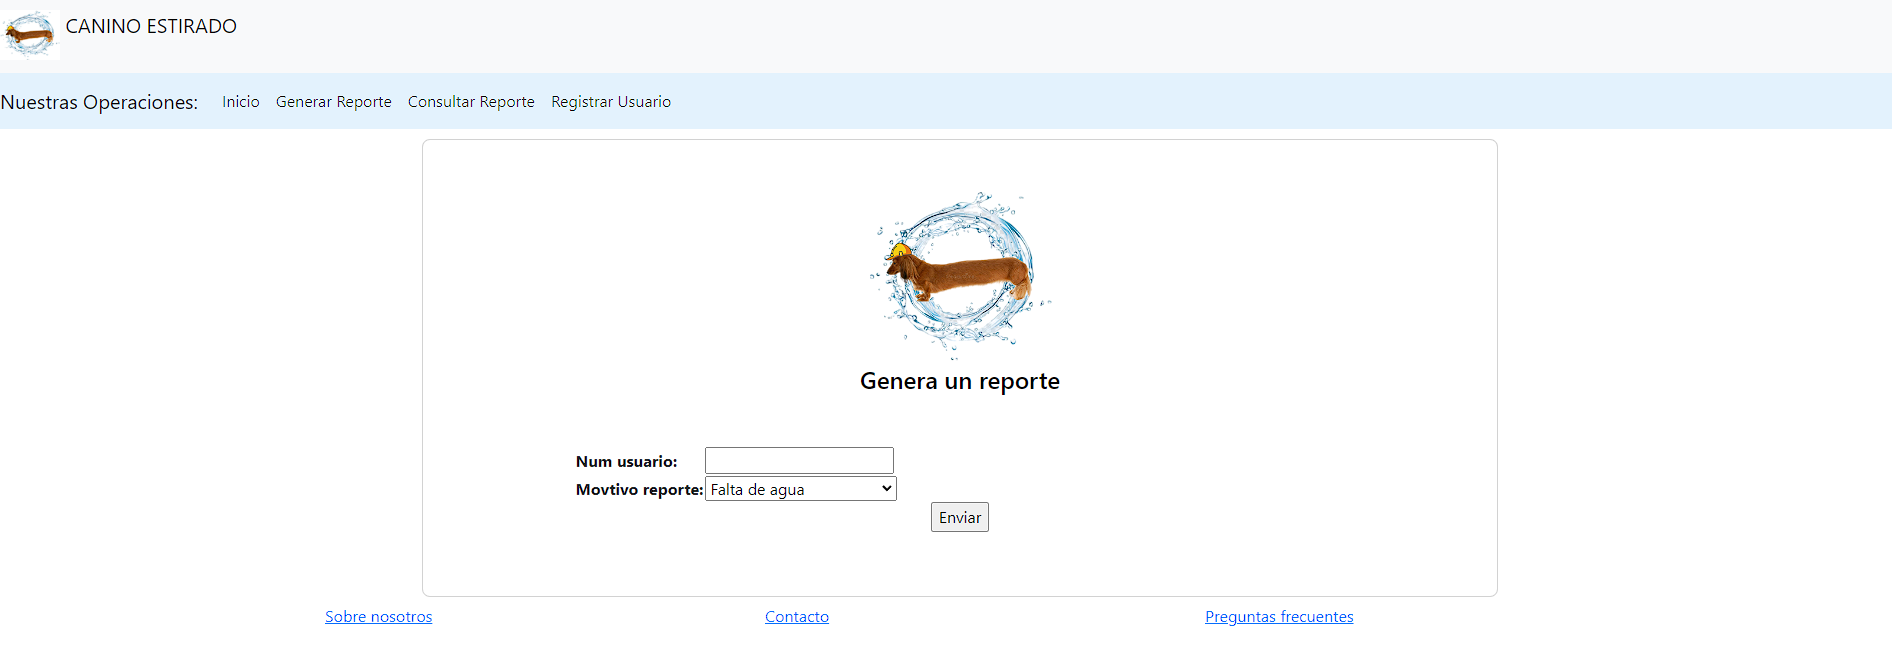 CANINO ESTIRADO
Nuestras Operaciones: Inicio Generar Reporte Consultar Reporte Registrar Usuario
Genera un reporte
Num usuario:
Movtivo reporte: Falta de agua
Enviar
Sobre nosotros Contacto Preguntas frecuentes